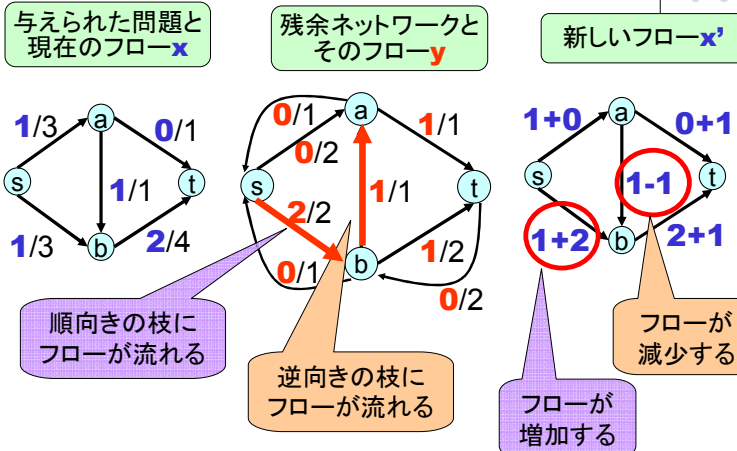 与えられた問題と
現在のフローx
残余ネットワークと
そのフローy
新しいフローx’
1/3
a
0/1
s
1/1
t
1/3
b
2/4
0/1
a
1/1
0/2
s
1/1
t
2/2
1/2
0/1
b
0/2
1+0
a
0+1
s
1-1
t
1+2
b
2+1
順向きの枝に
フローが流れる
逆向きの枝に
フローが流れる
フローが
増加する
フローが
減少する